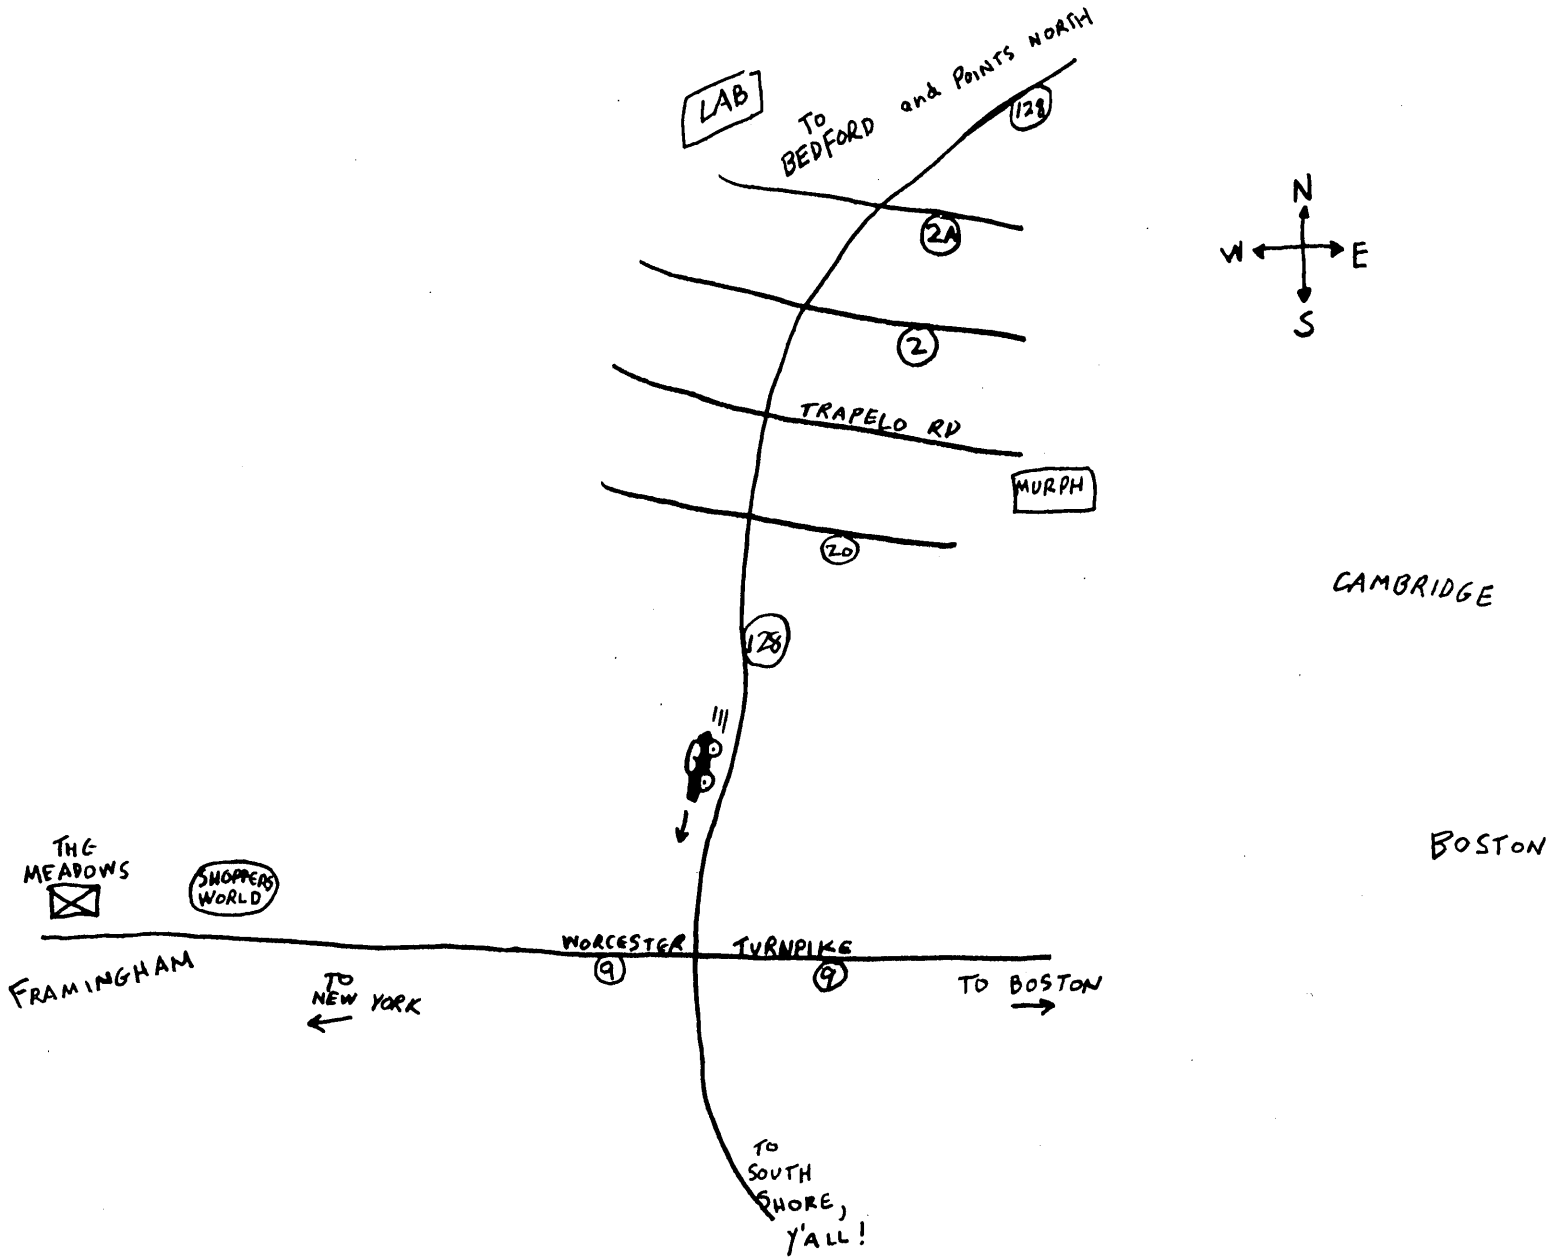 LAB
TO
BEDFORD and POINTS NORTH
128
N
W E
S
2A
2
TRAPELO RD
MURPH
20
CAMBRIDGE
128
BOSTON
THE
MEADOWS
SHOPPERS
WORLD
WORCESTER TURNPIKE
9
9
FRAMINGHAM
TO
NEW YORK
TO BOSTON
TO
SOUTH
SHORE,
Y'ALL!